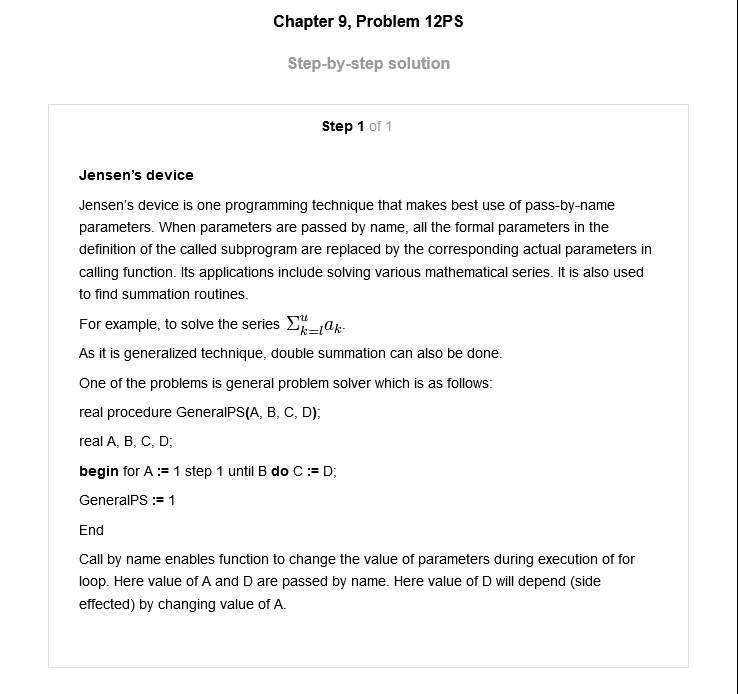 Chapter 9, Problem 12PS
Step-by-step solution
Step 1 of 1
Jensen's device
Jensen's device is one programming technique that makes best use of pass-by-name
parameters. When parameters are passed by name, all the formal parameters in the
definition of the called subprogram are replaced by the corresponding actual parameters in
calling function. Its applications include solving various mathematical series. It is also used
to find summation routines.
For example, to solve the series Σ_{k=l}^{u} a_k.
As it is generalized technique, double summation can also be done.
One of the problems is general problem solver which is as follows:
real procedure GeneralPS(A, B, C, D);
real A, B, C, D;
begin for A := 1 step 1 until B do C := D;
GeneralPS := 1
End
Call by name enables function to change the value of parameters during execution of for
loop. Here value of A and D are passed by name. Here value of D will depend (side
effected) by changing value of A.